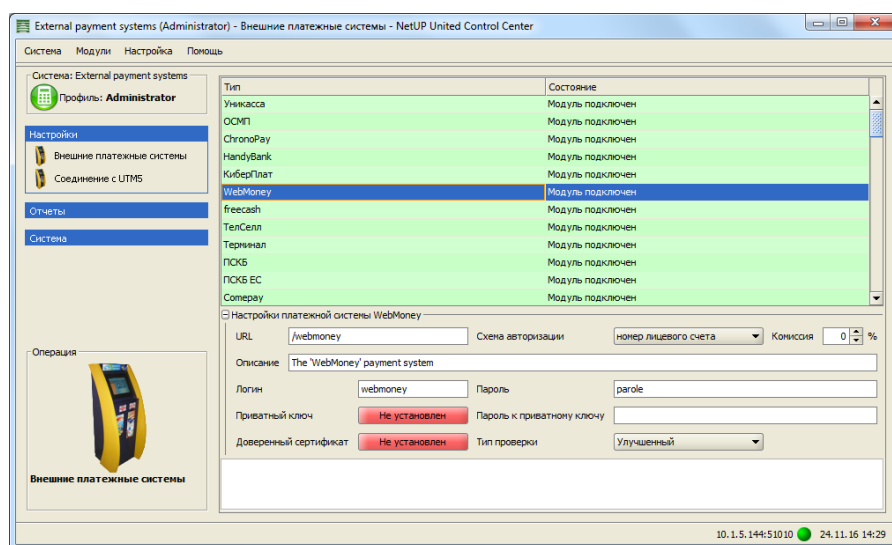 External payment systems (Administrator) - Внешние платежные системы - NetUP United Control Center
Система Модули Настройка Помощь
Система: External payment systems
Профиль: Administrator
Настройки
Внешние платежные системы
Соединение с UTM5
Отчеты
Система
Операция
Внешние платежные системы
Тип Состояние
Уникасса Модуль подключен
ОСМП Модуль подключен
ChronoPay Модуль подключен
HandyBank Модуль подключен
КиберПлат Модуль подключен
WebMoney Модуль подключен
freecash Модуль подключен
ТелСелл Модуль подключен
Терминал Модуль подключен
ПСКБ Модуль подключен
ПСКБ ЕС Модуль подключен
Comepay Модуль подключен
Настройки платежной системы WebMoney
URL /webmoney Схема авторизации номер лицевого счета Комиссия 0 %
Описание The 'WebMoney' payment system
Логин webmoney Пароль parole
Приватный ключ Не установлен Пароль к приватному ключу
Доверенный сертификат Не установлен Тип проверки Улучшенный
10.1.5.144:51010 24.11.16 14:29